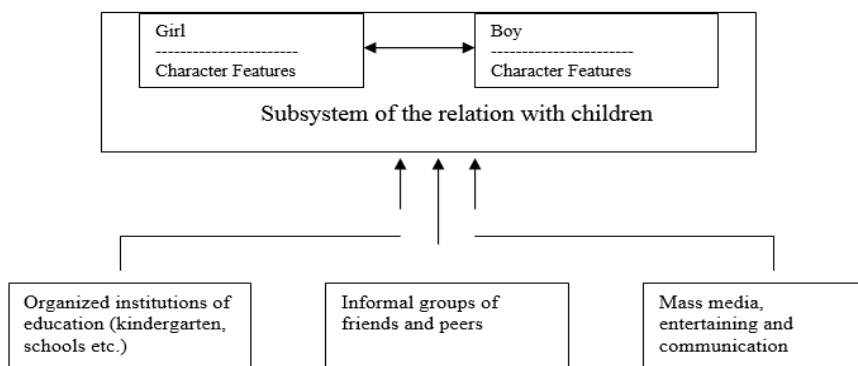 Girl
-----------------------
Character Features
Boy
-----------------------
Character Features
Subsystem of the relation with children
Organized institutions of
education (kindergarten,
schools etc.)
Informal groups of
friends and peers
Mass media,
entertaining and
communication